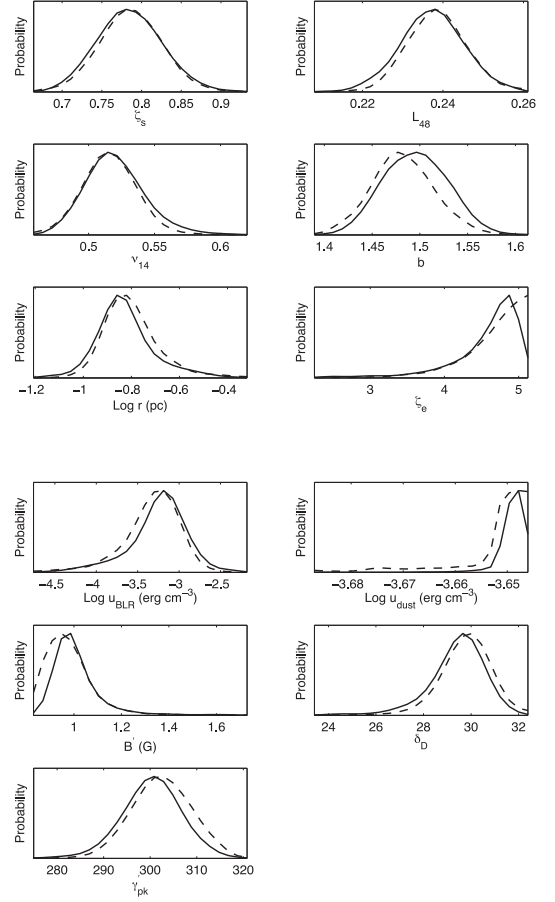 Probability
0.7 0.75 0.8 0.85 0.9
ζs
Probability
0.22 0.24 0.26
L48
Probability
0.5 0.55 0.6
ν14
Probability
1.4 1.45 1.5 1.55 1.6
b
Probability
−1.2 −1 −0.8 −0.6 −0.4
Log r (pc)
Probability
3 4 5
ζe
Probability
−4.5 −4 −3.5 −3 −2.5
Log uBLR (erg cm−3)
Probability
−3.68 −3.67 −3.66 −3.65
Log udust (erg cm−3)
Probability
1 1.2 1.4 1.6
B' (G)
Probability
24 26 28 30 32
δD
Probability
280 290 300 310 320
γ'pk